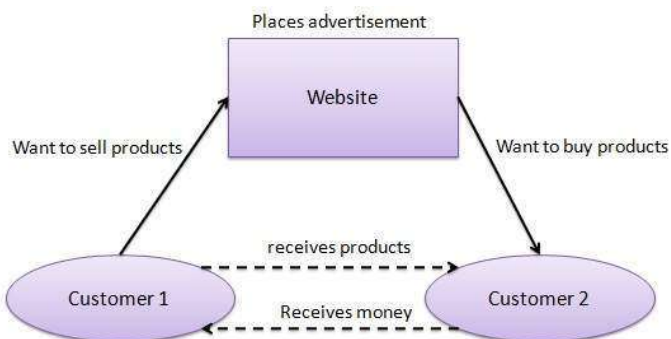 Places advertisement
Website
Want to sell products
Want to buy products
receives products
Customer 1
Customer 2
Receives money